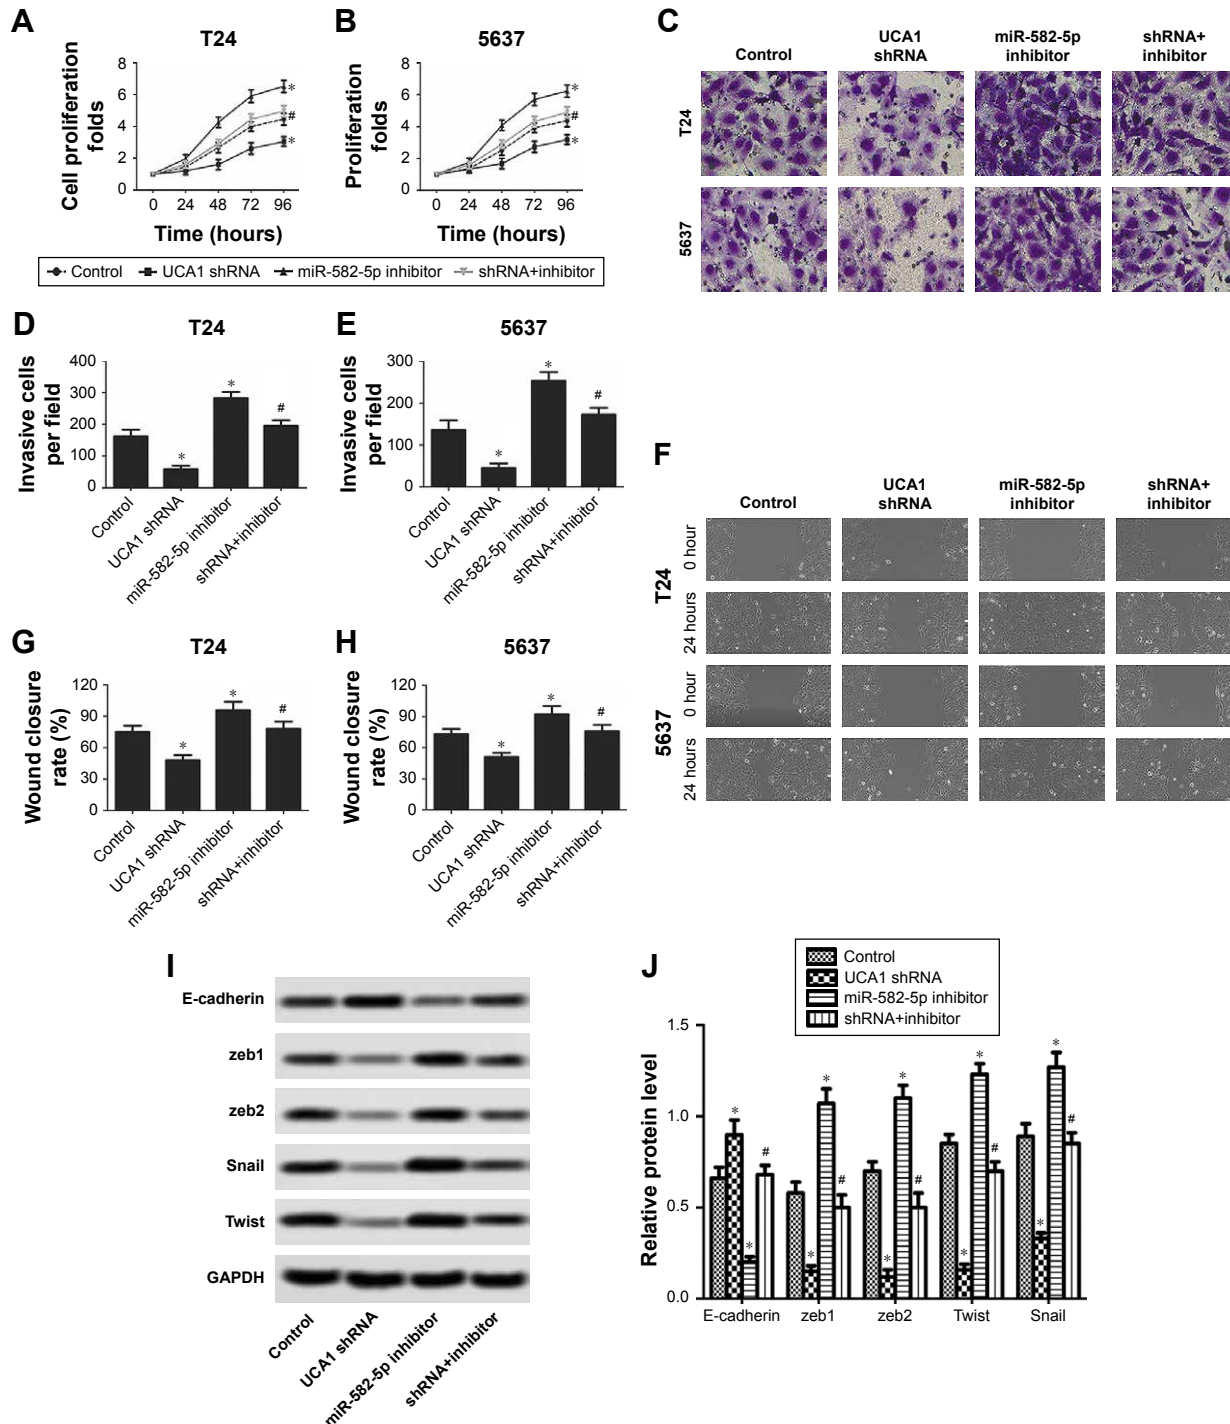 A
T24
Cell proliferation
folds
8
6
4
2
0
*
#
*
0 24 48 72 96
Time (hours)
B
5637
Proliferation
folds
8
6
4
2
0
*
#
*
0 24 48 72 96
Time (hours)
Control UCA1 shRNA miR-582-5p inhibitor shRNA+inhibitor
C
Control
UCA1
shRNA
miR-582-5p
inhibitor
shRNA+
inhibitor
T24
5637
D
T24
Invasive cells
per field
400
300
200
100
0
*
*
#
Control
UCA1 shRNA
miR-582-5p inhibitor
shRNA+inhibitor
E
5637
Invasive cells
per field
300
200
100
0
*
*
#
Control
UCA1 shRNA
miR-582-5p inhibitor
shRNA+inhibitor
F
Control
UCA1
shRNA
miR-582-5p
inhibitor
shRNA+
inhibitor
T24
0 hour
24 hours
5637
0 hour
24 hours
G
T24
Wound closure
rate (%)
120
90
60
30
0
*
*
#
Control
UCA1 shRNA
miR-582-5p inhibitor
shRNA+inhibitor
H
5637
Wound closure
rate (%)
120
90
60
30
0
*
*
#
Control
UCA1 shRNA
miR-582-5p inhibitor
shRNA+inhibitor
I
E-cadherin
zeb1
zeb2
Snail
Twist
GAPDH
Control
UCA1 shRNA
miR-582-5p inhibitor
shRNA+inhibitor
J
Control
UCA1 shRNA
miR-582-5p inhibitor
shRNA+inhibitor
Relative protein level
1.5
1.0
0.5
0.0
* * #
* * #
* * #
* * #
* * #
E-cadherin zeb1 zeb2 Twist Snail